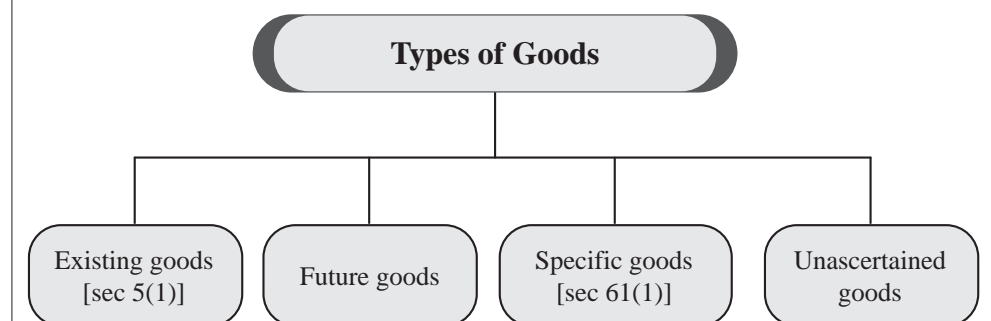 Types of Goods
Existing goods
[sec 5(1)]
Future goods
Specific goods
[sec 61(1)]
Unascertained
goods